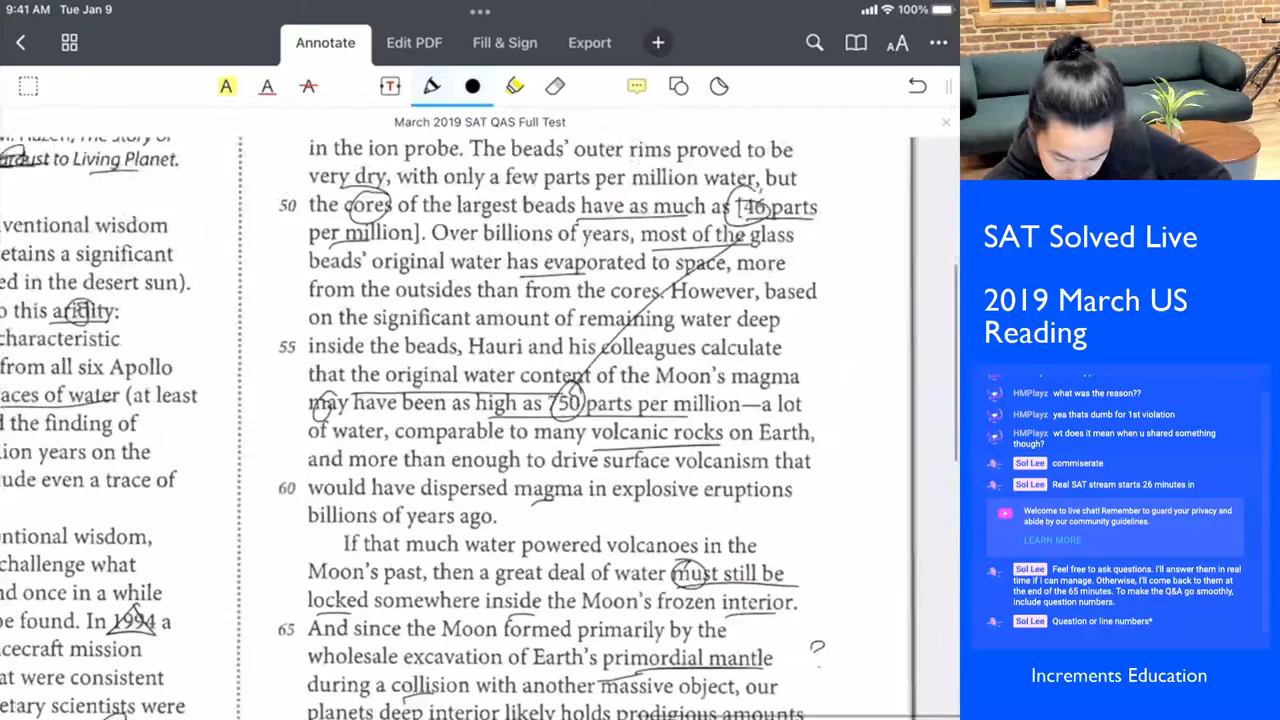 9:41 AM Tue Jan 9
100%
Annotate
Edit PDF
Fill & Sign
Export
March 2019 SAT QAS Full Test
to Living Planet.
ventional wisdom
etains a significant
ed in the desert sun).
o this aridity:
characteristic
from all six Apollo
aces of water (at least
d the finding of
ion years on the
ude even a trace of
ntional wisdom,
challenge what
nd once in a while
be found. In 1994 a
acecraft mission
at were consistent
etary scientists were
in the ion probe. The beads' outer rims proved to be
very dry, with only a few parts per million water, but
50 the cores of the largest beads have as much as [46 parts
per million]. Over billions of years, most of the glass
beads' original water has evaporated to space, more
from the outsides than from the cores. However, based
on the significant amount of remaining water deep
55 inside the beads, Hauri and his colleagues calculate
that the original water content of the Moon's magma
may have been as high as 750 parts per million—a lot
of water, comparable to many volcanic rocks on Earth,
and more than enough to drive surface volcanism that
60 would have dispersed magma in explosive eruptions
billions of years ago.
If that much water powered volcanoes in the
Moon's past, then a great deal of water must still be
locked somewhere inside the Moon's frozen interior.
65 And since the Moon formed primarily by the
wholesale excavation of Earth's primordial mantle
?
during a collision with another massive object, our
planets deep interior likely holds prodigious amounts
SAT Solved Live
2019 March US
Reading
HMPlayz what was the reason??
HMPlayz yea thats dumb for 1st violation
HMPlayz wt does it mean when u shared something
though?
Sol Lee commiserate
Sol Lee Real SAT stream starts 26 minutes in
Welcome to live chat! Remember to guard your privacy and
abide by our community guidelines.
LEARN MORE
Sol Lee Feel free to ask questions. I'll answer them in real
time if I can manage. Otherwise, I'll come back to them at
the end of the 65 minutes. To make the Q&A go smoothly,
include question numbers.
Sol Lee Question or line numbers*
Increments Education